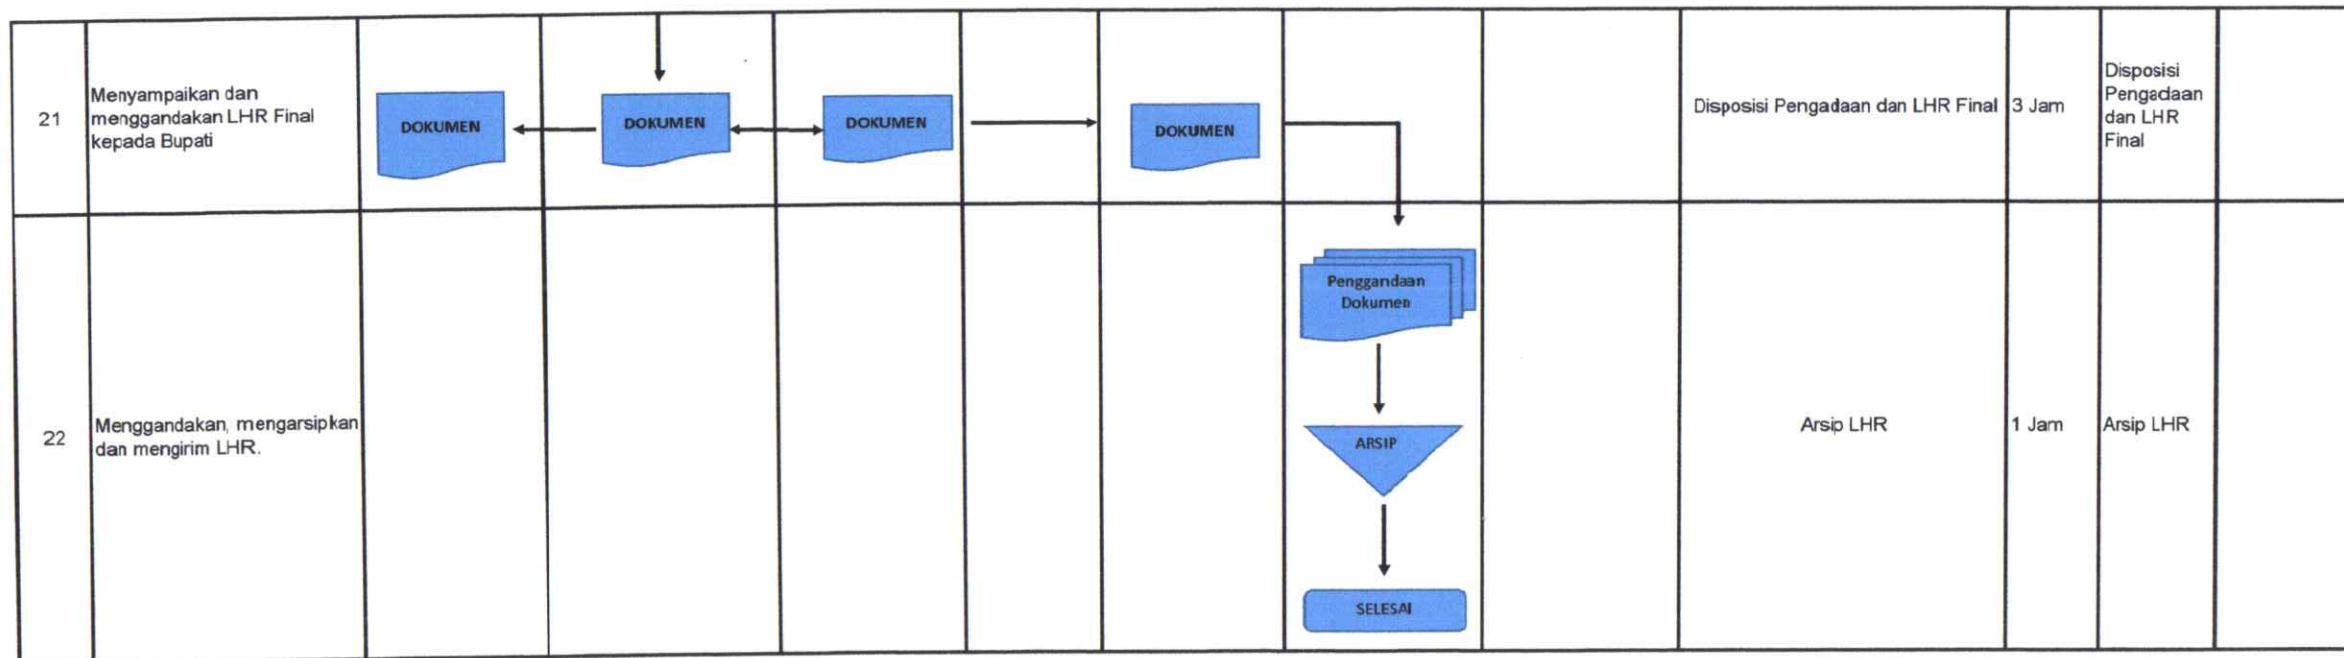 21
Menyampaikan dan
menggandakan LHR Final
kepada Bupati
DOKUMEN
DOKUMEN
DOKUMEN
DOKUMEN
Disposisi Pengadaan dan LHR Final
3 Jam
Disposisi
Pengadaan
dan LHR
Final
22
Menggandakan, mengarsipkan
dan mengirim LHR.
Penggandaan
Dokumen
ARSIP
SELESAI
Arsip LHR
1 Jam
Arsip LHR